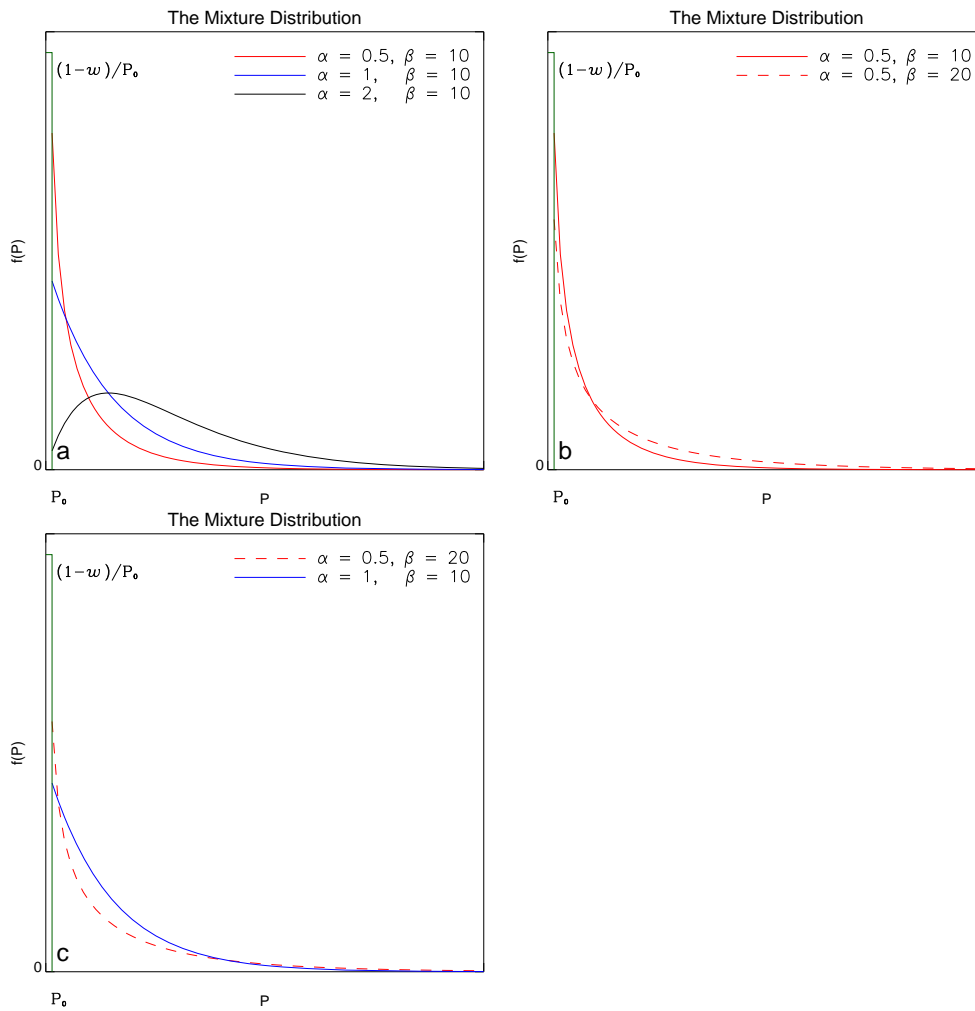 The Mixture Distribution
(1−w)/P₀
α = 0.5, β = 10
α = 1, β = 10
α = 2, β = 10
f(P)
a
0
P₀
P
The Mixture Distribution
(1−w)/P₀
α = 0.5, β = 10
α = 0.5, β = 20
f(P)
b
0
P₀
P
The Mixture Distribution
(1−w)/P₀
α = 0.5, β = 20
α = 1, β = 10
f(P)
c
0
P₀
P